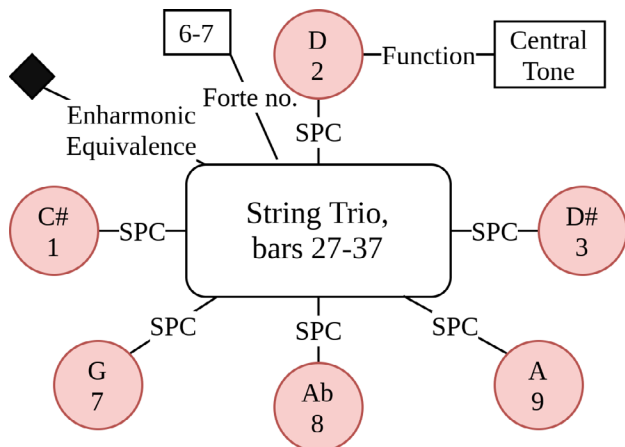 6-7
D
2
Function
Central
Tone
Forte no.
Enharmonic
Equivalence
SPC
C#
1
SPC
String Trio,
bars 27-37
SPC
D#
3
SPC
SPC
SPC
G
7
Ab
8
A
9